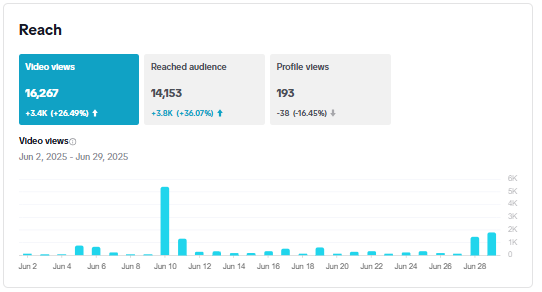 Reach
Video views
16,267
+3.4K (+26.49%)
Reached audience
14,153
+3.8K (+36.07%)
Profile views
193
-38 (-16.45%)
Video views
Jun 2, 2025 - Jun 29, 2025
6K
5K
4K
3K
2K
1K
0
Jun 2 Jun 4 Jun 6 Jun 8 Jun 10 Jun 12 Jun 14 Jun 16 Jun 18 Jun 20 Jun 22 Jun 24 Jun 26 Jun 28